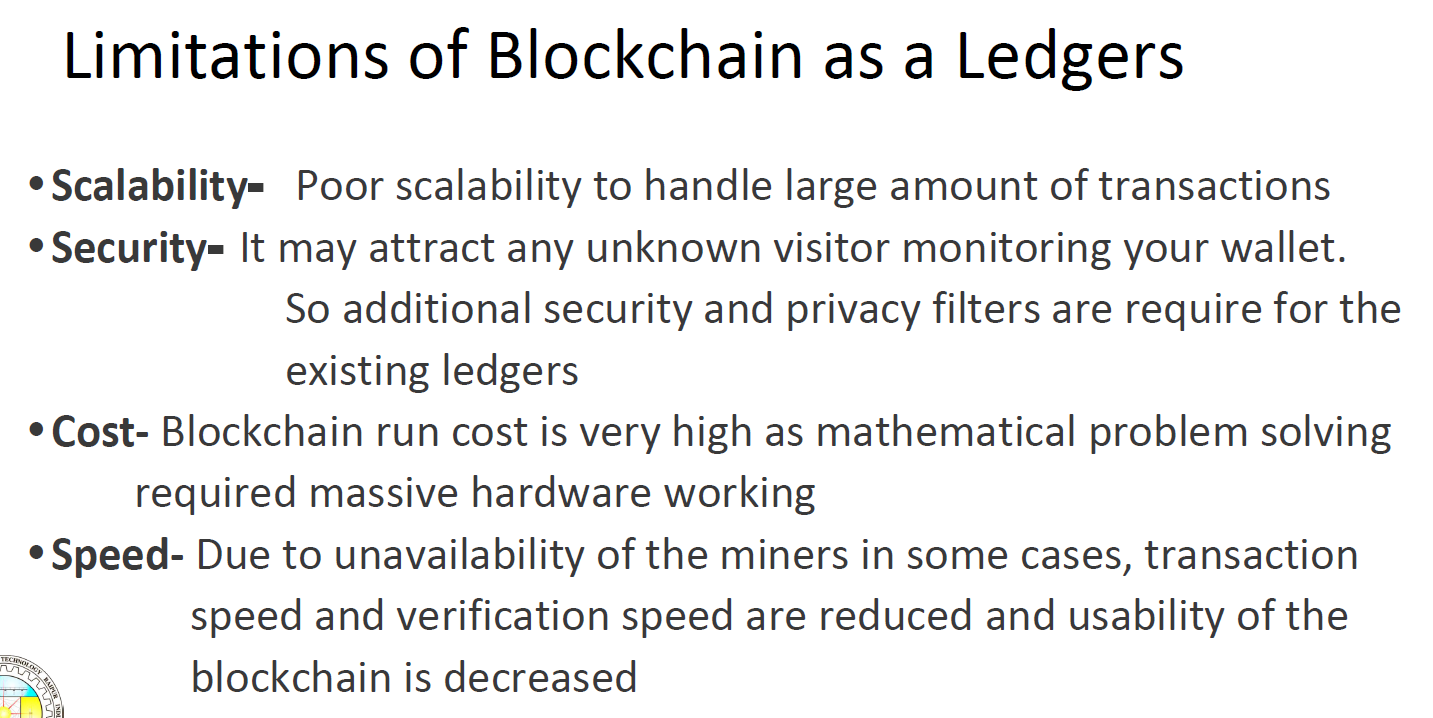 Limitations of Blockchain as a Ledgers
•Scalability- Poor scalability to handle large amount of transactions
•Security- It may attract any unknown visitor monitoring your wallet.
So additional security and privacy filters are require for the
existing ledgers
•Cost- Blockchain run cost is very high as mathematical problem solving
required massive hardware working
•Speed- Due to unavailability of the miners in some cases, transaction
speed and verification speed are reduced and usability of the
blockchain is decreased
TECHNOLOGY RAIPUR